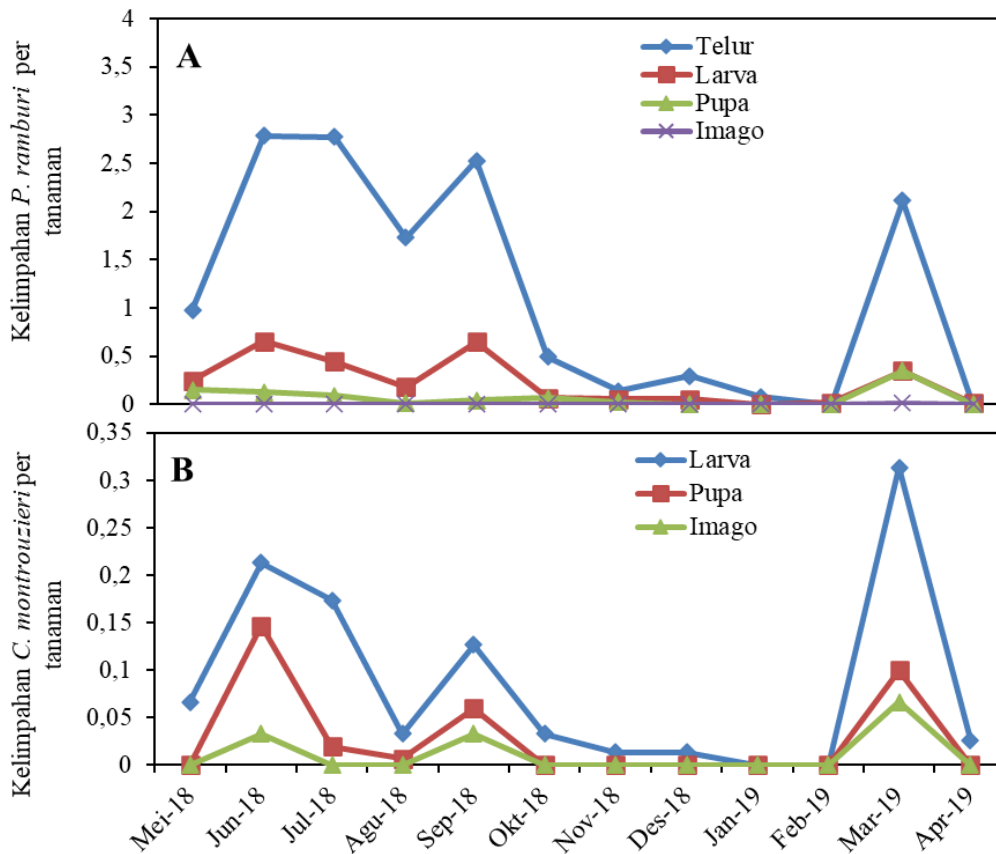 A
Kelimpahan P. ramburi per
tanaman
4
3,5
3
2,5
2
1,5
1
0,5
0
Telur
Larva
Pupa
Imago
B
Kelimpahan C. montrouzieri per
tanaman
0,35
0,3
0,25
0,2
0,15
0,1
0,05
0
Larva
Pupa
Imago
Mei-18
Jun-18
Jul-18
Agu-18
Sep-18
Okt-18
Nov-18
Des-18
Jan-19
Feb-19
Mar-19
Apr-19